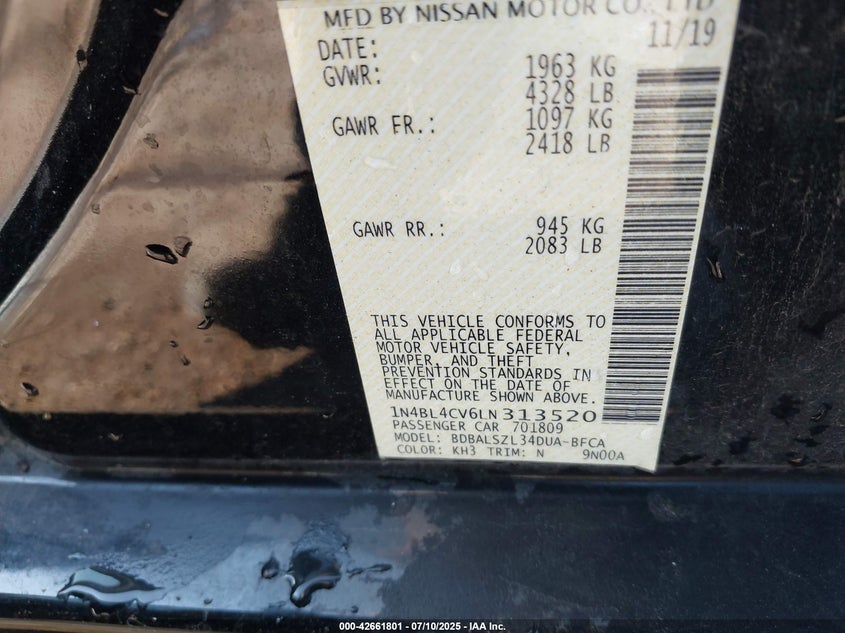 MFD BY NISSAN MOTOR CO., LTD
DATE: 11/19
GVWR: 1963 KG
4328 LB
GAWR FR.: 1097 KG
2418 LB
GAWR RR.: 945 KG
2083 LB
THIS VEHICLE CONFORMS TO
ALL APPLICABLE FEDERAL
MOTOR VEHICLE SAFETY,
BUMPER, AND THEFT
PREVENTION STANDARDS IN
EFFECT ON THE DATE OF
MANUFACTURE SHOWN ABOVE.
1N4BL4CV6LN313520
PASSENGER CAR 701809
MODEL: BDBALSZL34DUA-BFCA
COLOR: KH3 TRIM: N 9N00A
000-42661801 - 07/10/2025 - IAA Inc.